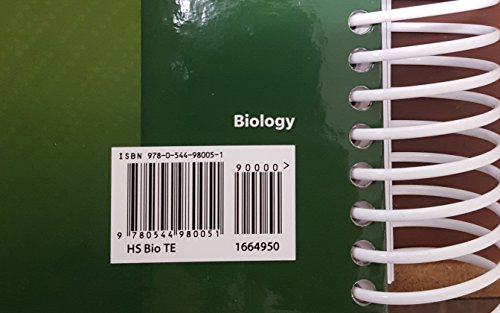 Biology
ISBN 978-0-544-98005-1
90000>
9 780544 980051
HS Bio TE 1664950